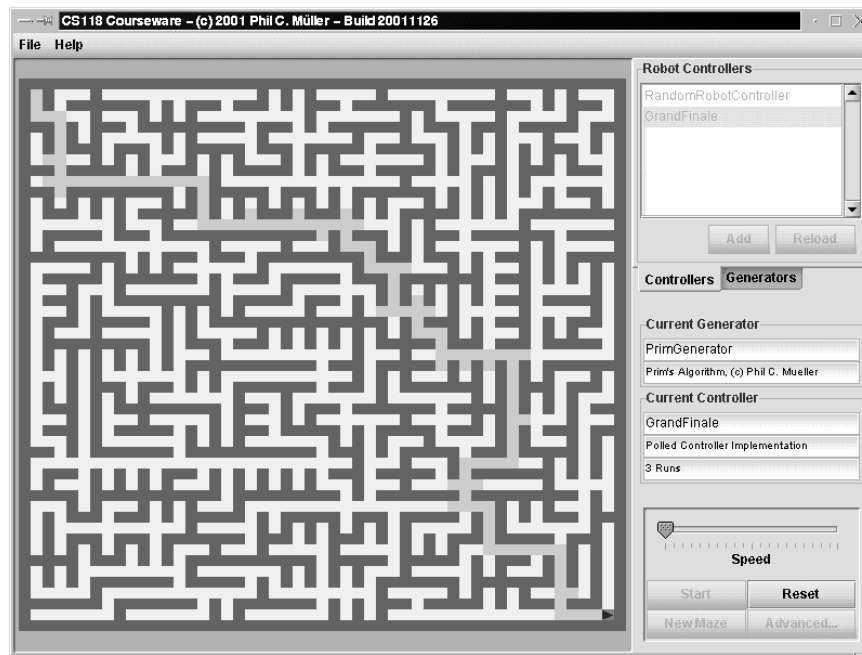 CS118 Courseware – (c) 2001 Phil C. Müller – Build 20011126
File Help
Robot Controllers
RandomRobotController
GrandFinale
Add Reload
Controllers Generators
Current Generator
PrimGenerator
Prim's Algorithm, (c) Phil C. Mueller
Current Controller
GrandFinale
Polled Controller Implementation
3 Runs
Speed
Start Reset
New Maze Advanced...